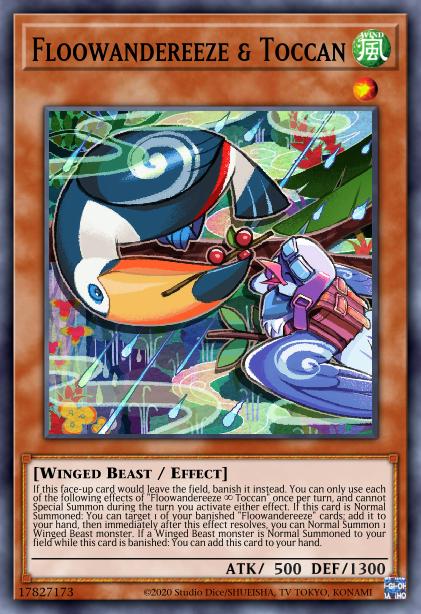 FLOOWANDEREEZE & TOCCAN
WIND
風
[WINGED BEAST / EFFECT]
If this face-up card would leave the field, banish it instead. You can only use each
of the following effects of "Floowandereeze ∞ Toccan" once per turn, and cannot
Special Summon during the turn you activate either effect. If this card is Normal
Summoned: You can target 1 of your banished "Floowandereeze" cards; add it to
your hand, then immediately after this effect resolves, you can Normal Summon 1
Winged Beast monster. If a Winged Beast monster is Normal Summoned to your
field while this card is banished: You can add this card to your hand.
ATK/ 500 DEF/1300
17827173
©2020 Studio Dice/SHUEISHA, TV TOKYO, KONAMI